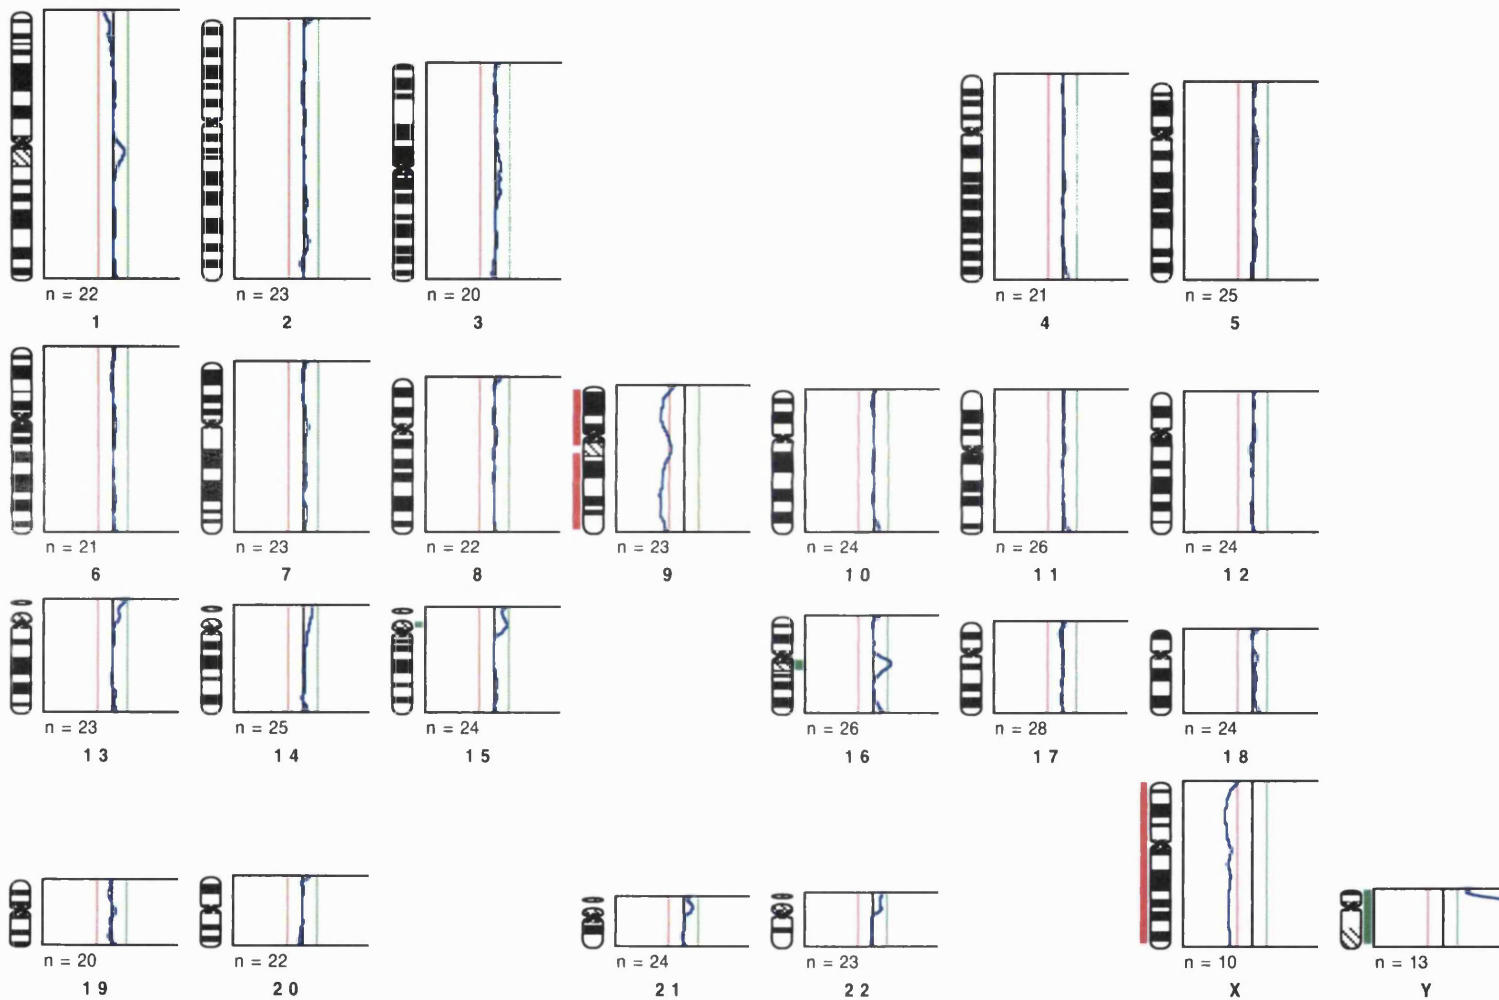 n = 22
n = 23
n = 20
n = 21
n = 25
1
2
3
4
5
n = 21
n = 23
n = 22
n = 23
n = 24
n = 26
n = 24
6
7
8
9
10
11
12
n = 23
n = 25
n = 24
n = 26
n = 28
n = 24
13
14
15
16
17
18
n = 20
n = 22
n = 24
n = 23
n = 10
n = 13
19
20
21
22
X
Y